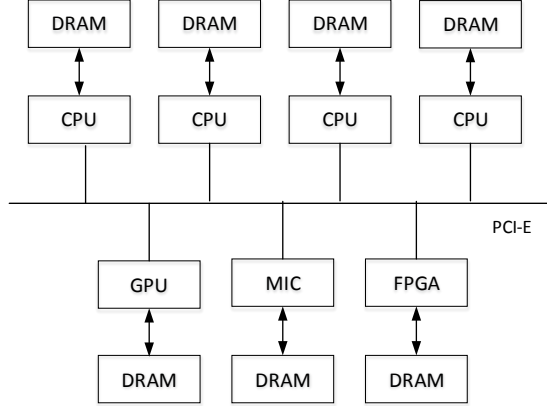 DRAM DRAM DRAM DRAM
CPU CPU CPU CPU
PCI-E
GPU MIC FPGA
DRAM DRAM DRAM